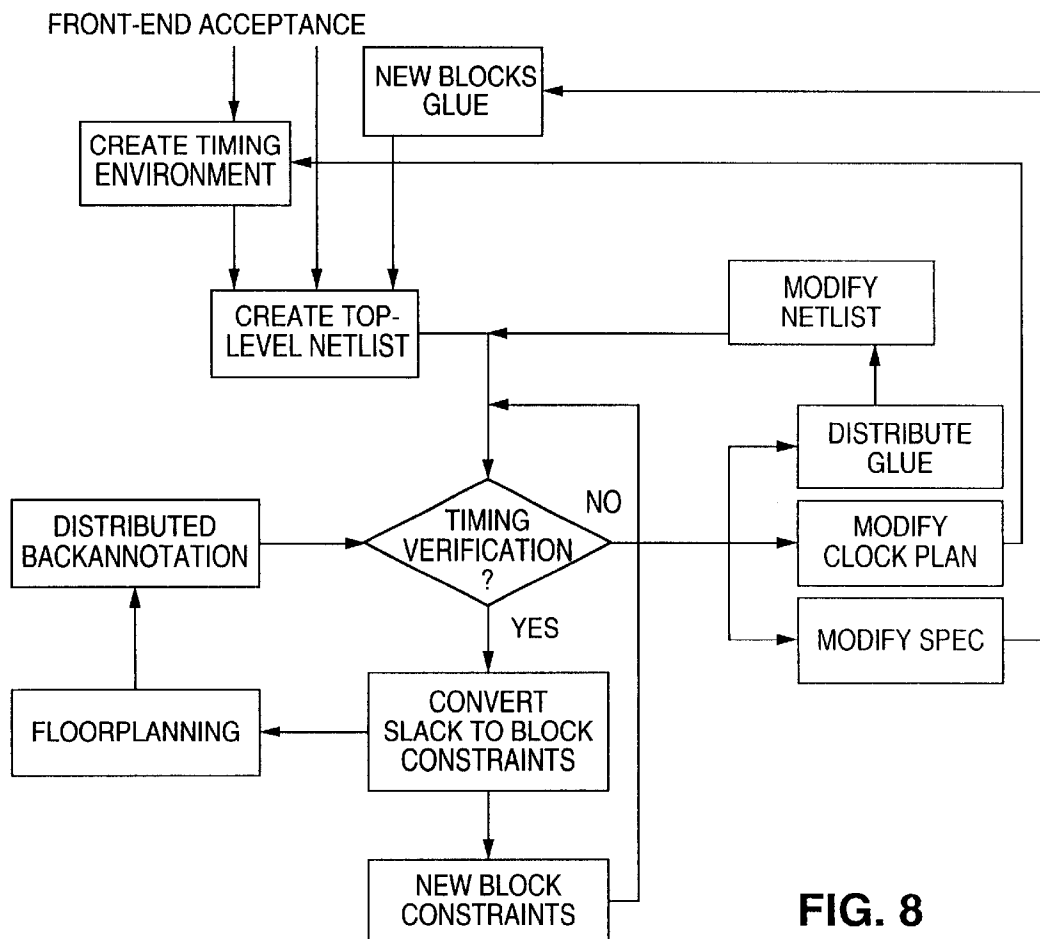 FRONT-END ACCEPTANCE
NEW BLOCKS
GLUE
CREATE TIMING
ENVIRONMENT
CREATE TOP-
LEVEL NETLIST
MODIFY
NETLIST
DISTRIBUTE
GLUE
DISTRIBUTED
BACKANNOTATION
TIMING
VERIFICATION
?
NO
MODIFY
CLOCK PLAN
YES
MODIFY SPEC
FLOORPLANNING
CONVERT
SLACK TO BLOCK
CONSTRAINTS
NEW BLOCK
CONSTRAINTS
FIG. 8